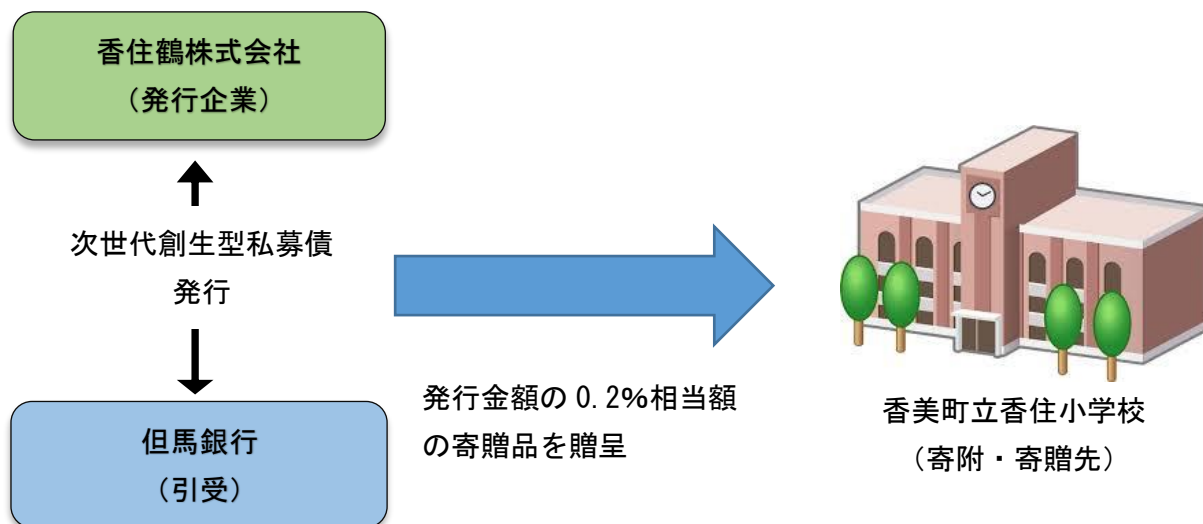 香住鶴株式会社
（発行企業）
次世代創生型私募債
発行
但馬銀行
（引受）
発行金額の 0.2%相当額
の寄贈品を贈呈
香美町立香住小学校
（寄附・寄贈先）